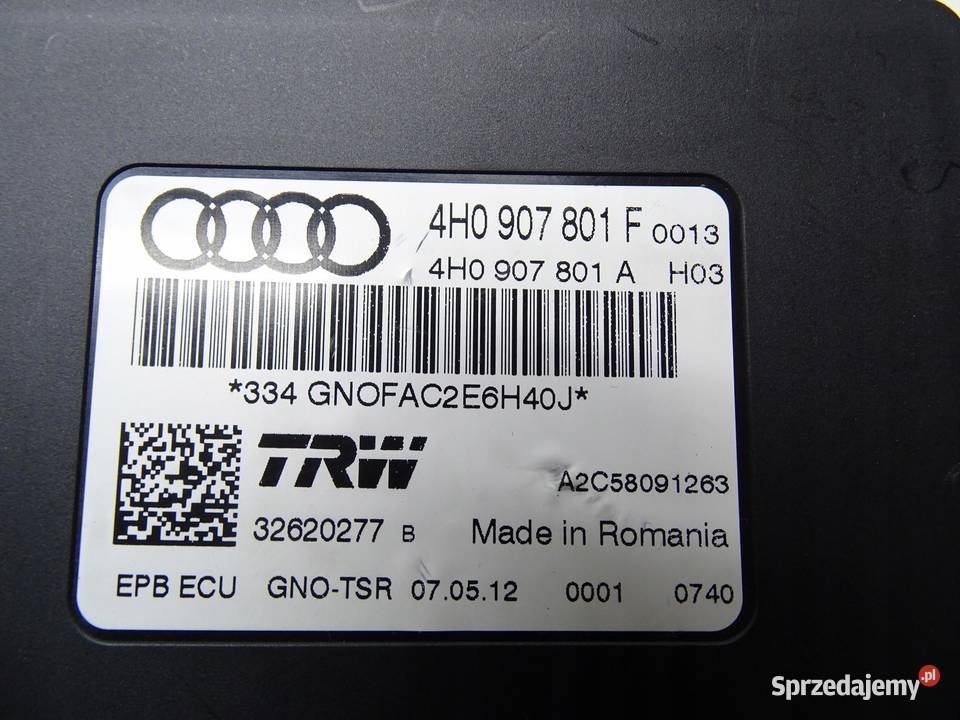 4H0 907 801 F 0013
4H0 907 801 A H03
*334 GNOFAC2E6H40J*
TRW
A2C58091263
32620277 B Made in Romania
EPB ECU GNO-TSR 07.05.12 0001 0740
Sprzedajemy.pl